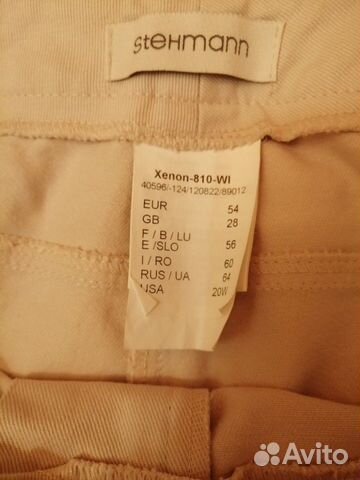 stehmann
Xenon-810-WI
40596/-124/120822/89012
EUR 54
GB 28
F / B / LU
E /SLO 56
I / RO 60
RUS / UA 64
USA 20W
Avito